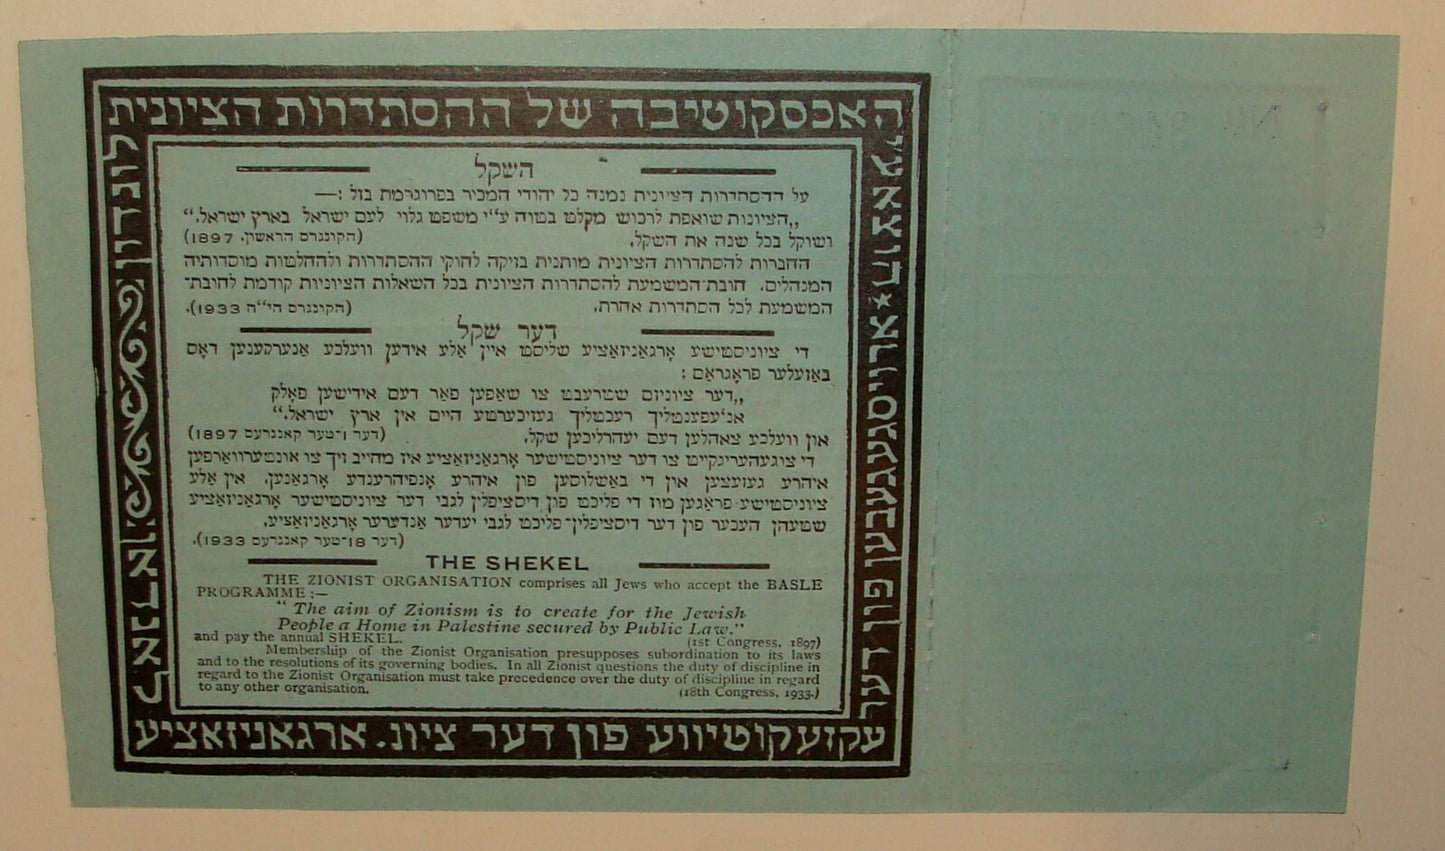 האכסקוטיבה של ההסתדרות הציונית
לונדון
השקל
על ההסתדרות הציונית נמנה כל יהודי המכיר בפרוגרמת בזל :—
„הציונות שואפת לרכוש מקלט בטוח ע״י משפט גלוי לעם ישראל בארץ ישראל.“
ושוקל בכל שנה את השקל. (הקונגרס הראשון, 1897)
החברות להסתדרות הציונית מותנית בזיקה לחוקי ההסתדרות ולהחלטות מוסדותיה
המנהלים. חובת־המשמעת להסתדרות הציונית בכל השאלות הציוניות קודמת לחובת־
המשמעת לכל הסתדרות אחרת. (הקונגרס הי״ח 1933).
דער שקל
די ציוניסטישע ארגאניזאציע שליסט איין אלע אידען וועלכע אנערקענען דאס
באזעלער פראגראם :
„דער ציוניזם שטרעבט צו שאפען פאר דעם אידישען פאלק
אנ׳עפענטליך רעכטליך געזיכערטע היים אין ארץ ישראל.“
און וועלכע צאהלען דעם יעהרליכען שקל. (דער 1־טער קאנגרעס 1897)
די צוגעהעריגקייט צו דער ציוניסטישער ארגאניזאציע איז מחייב זיך צו אונטערווארפען
איהרע געזעצען און די באשלוסען פון איהרע אנפיהרענדע ארגאנען. אין אלע
ציוניסטישע פראגען מוז די פליכט פון דיסציפלין לגבי דער ציוניסטישער ארגאניזאציע
שטעהן העכער פון דער דיסציפלין־פליכט לגבי יעדער אנדערער ארגאניזאציע.
(דער 18־טער קאנגרעס 1933).
THE SHEKEL
THE ZIONIST ORGANISATION comprises all Jews who accept the BASLE
PROGRAMME ;—
“ The aim of Zionism is to create for the Jewish
People a Home in Palestine secured by Public Law.”
and pay the annual SHEKEL. (1st Congress, 1897)
Membership of the Zionist Organisation presupposes subordination to its laws
and to the resolutions of its governing bodies. In all Zionist questions the duty of discipline in
regard to the Zionist Organisation must take precedence over the duty of discipline in regard
to any other organisation. (18th Congress, 1933.)
ארויסגעגעבען פון דער
עקזעקוטיווע פון דער ציונ. ארגאניזאציע